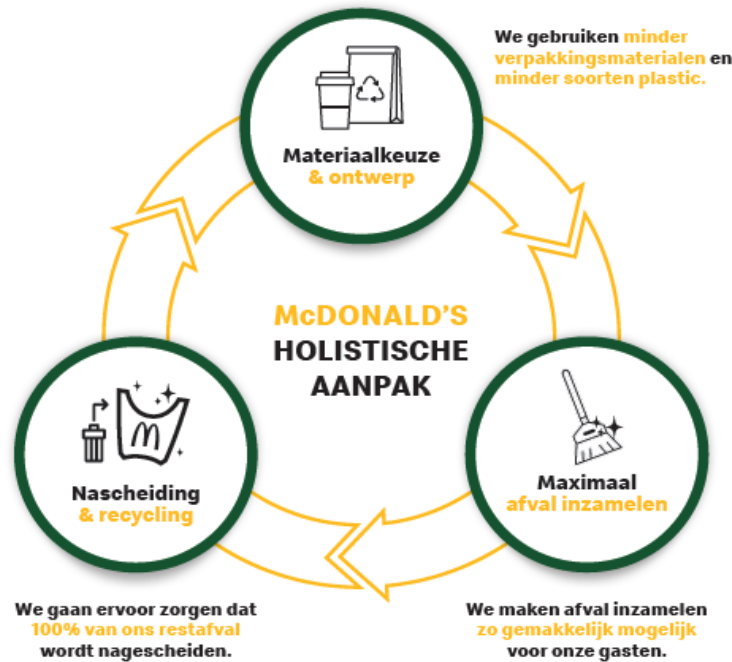 We gebruiken minder
verpakkingsmaterialen en
minder soorten plastic.
Materiaalkeuze
& ontwerp
McDONALD'S
HOLISTISCHE
AANPAK
Nascheiding
& recycling
Maximaal
afval inzamelen
We gaan ervoor zorgen dat
100% van ons restafval
wordt nagescheiden.
We maken afval inzamelen
zo gemakkelijk mogelijk
voor onze gasten.